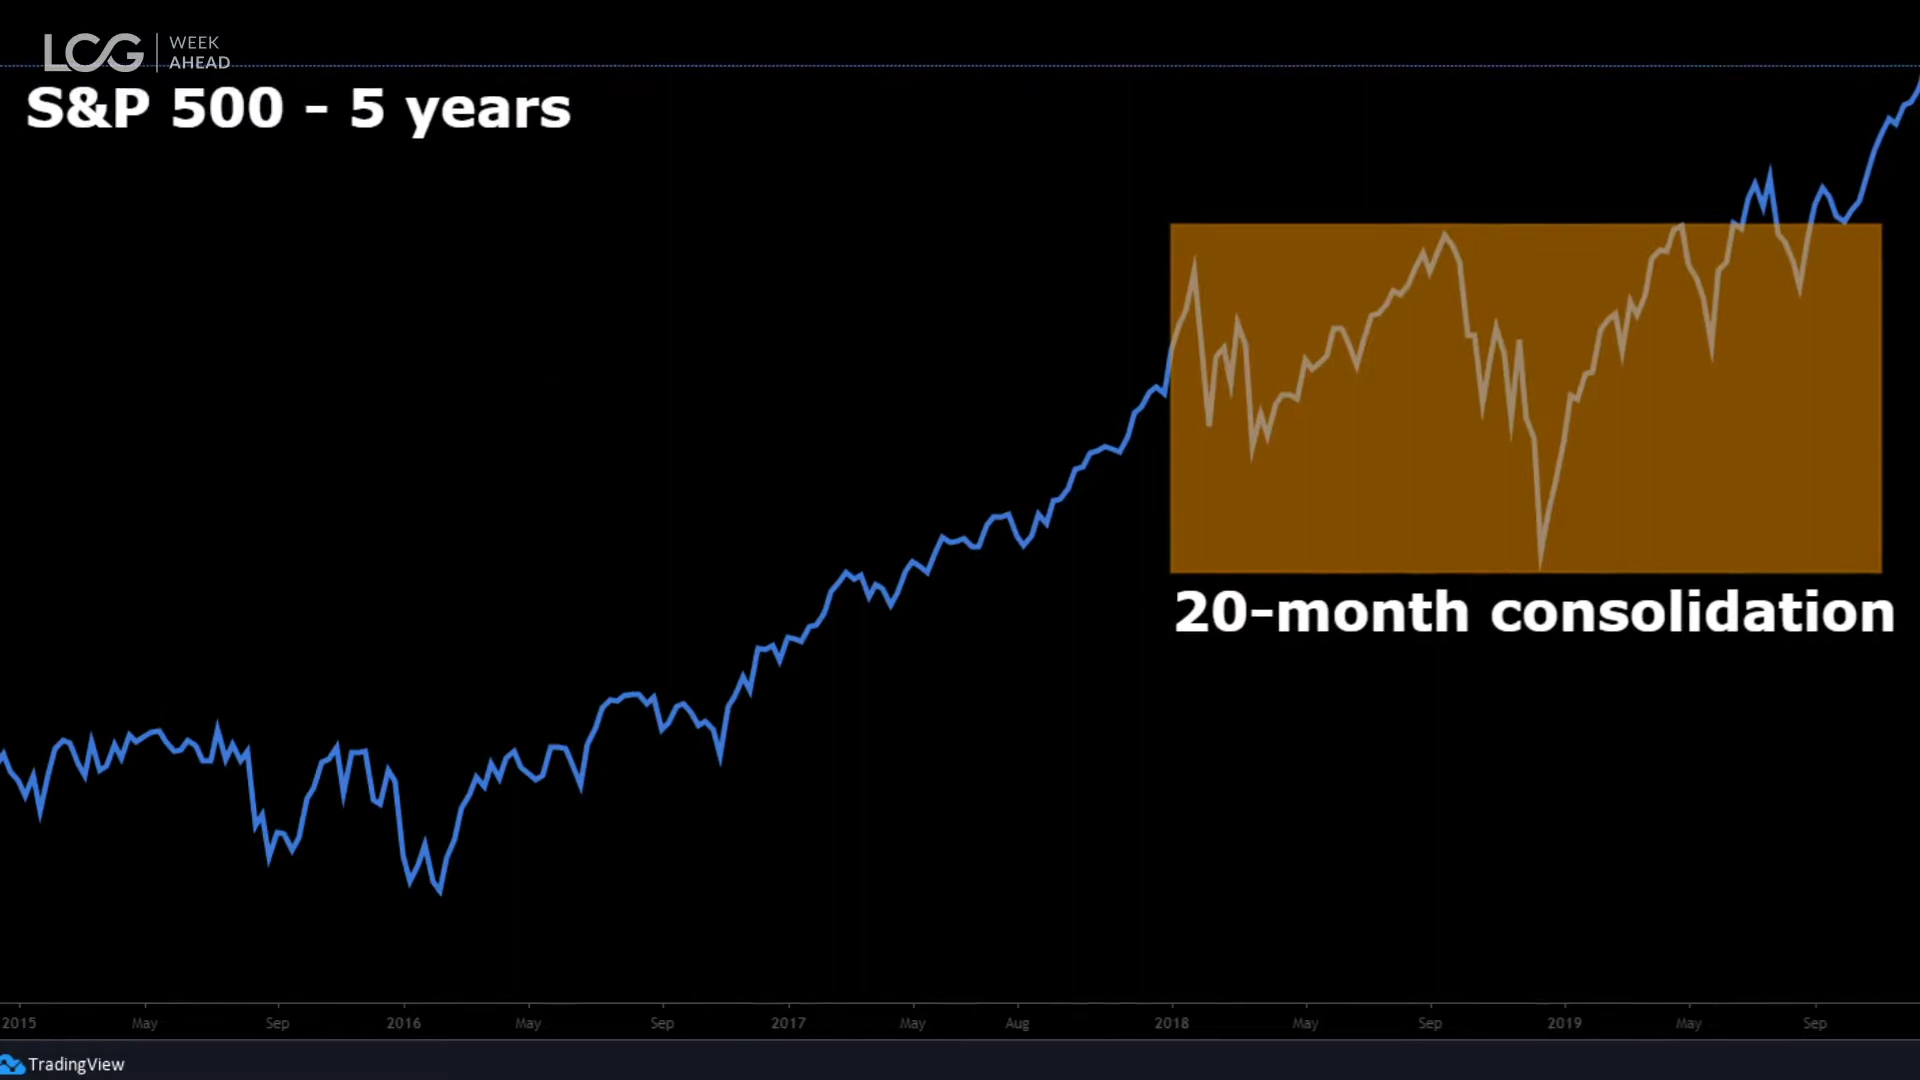 LCG WEEK
AHEAD
S&P 500 - 5 years
20-month consolidation
2015 May Sep 2016 May Sep 2017 May Aug 2018 May Sep 2019 May Sep
TradingView